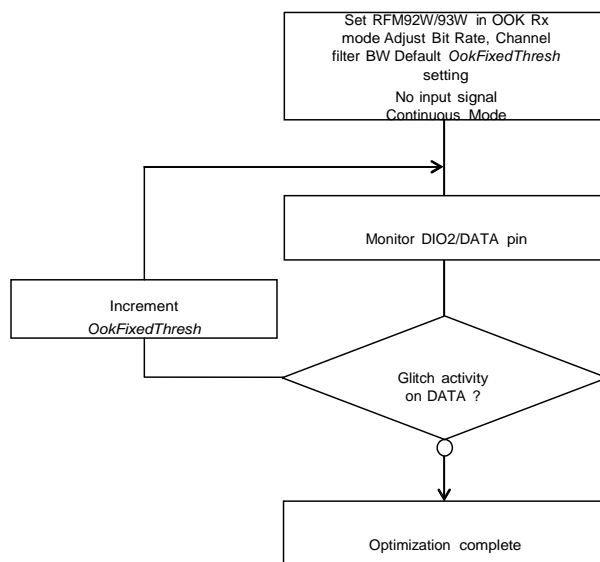 Set RFM92W/93W in OOK Rx
mode Adjust Bit Rate, Channel
filter BW Default OokFixedThresh
setting
No input signal
Continuous Mode
Monitor DIO2/DATA pin
Increment
OokFixedThresh
Glitch activity
on DATA ?
Optimization complete